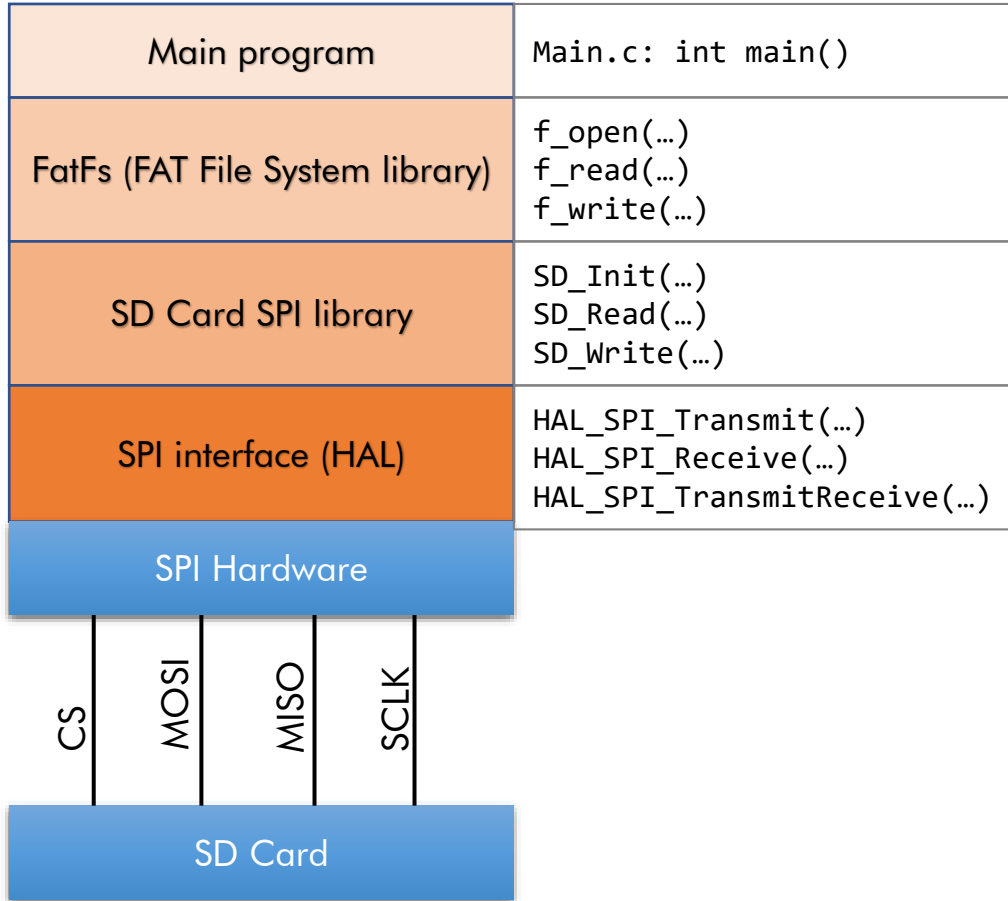 Main program
Main.c: int main()
FatFs (FAT File System library)
f_open(…)
f_read(…)
f_write(…)
SD Card SPI library
SD_Init(…)
SD_Read(…)
SD_Write(…)
SPI interface (HAL)
HAL_SPI_Transmit(…)
HAL_SPI_Receive(…)
HAL_SPI_TransmitReceive(…)
SPI Hardware
CS
MOSI
MISO
SCLK
SD Card